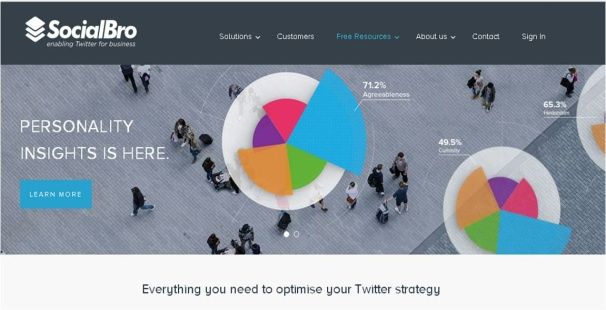 SocialBro
enabling Twitter for business
Solutions
Customers
Free Resources
About us
Contact
Sign In
71.2%
Agreeableness
65.3%
Hedonism
49.5%
Curiosity
PERSONALITY
INSIGHTS IS HERE.
LEARN MORE
Everything you need to optimise your Twitter strategy